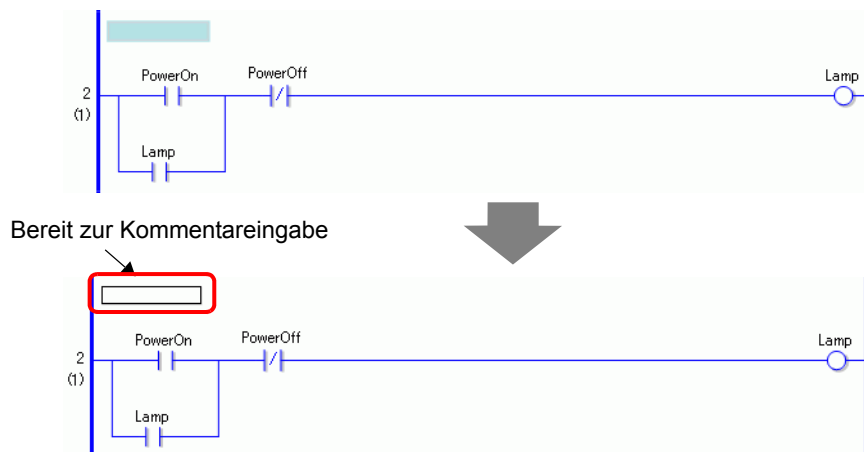 PowerOn PowerOff Lamp
2
(1)
Lamp
Bereit zur Kommentareingabe
PowerOn PowerOff Lamp
2
(1)
Lamp